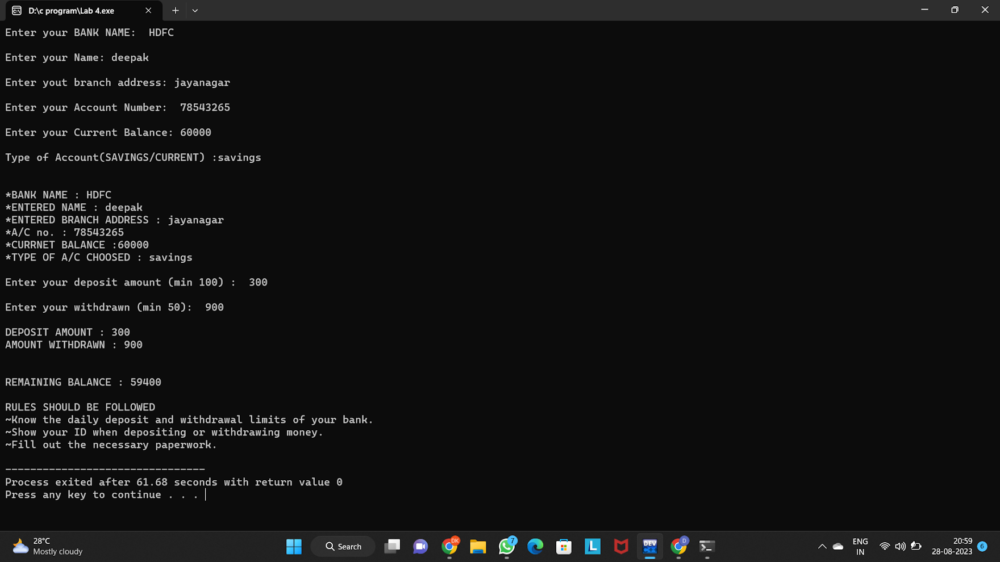 D:\c program\Lab 4.exe
Enter your BANK NAME:  HDFC
Enter your Name: deepak
Enter yout branch address: jayanagar
Enter your Account Number:  78543265
Enter your Current Balance: 60000
Type of Account(SAVINGS/CURRENT) :savings
*BANK NAME : HDFC
*ENTERED NAME : deepak
*ENTERED BRANCH ADDRESS : jayanagar
*A/C no. : 78543265
*CURRNET BALANCE :60000
*TYPE OF A/C CHOOSED : savings
Enter your deposit amount (min 100) :  300
Enter your withdrawn (min 50):  900
DEPOSIT AMOUNT : 300
AMOUNT WITHDRAWN : 900
REMAINING BALANCE : 59400
RULES SHOULD BE FOLLOWED
~Know the daily deposit and withdrawal limits of your bank.
~Show your ID when depositing or withdrawing money.
~Fill out the necessary paperwork.
--------------------------------
Process exited after 61.68 seconds with return value 0
Press any key to continue . . .
28°C
Mostly cloudy
Search
DK
7
L
DEV
C++
D
ENG
IN
20:59
28-08-2023
6